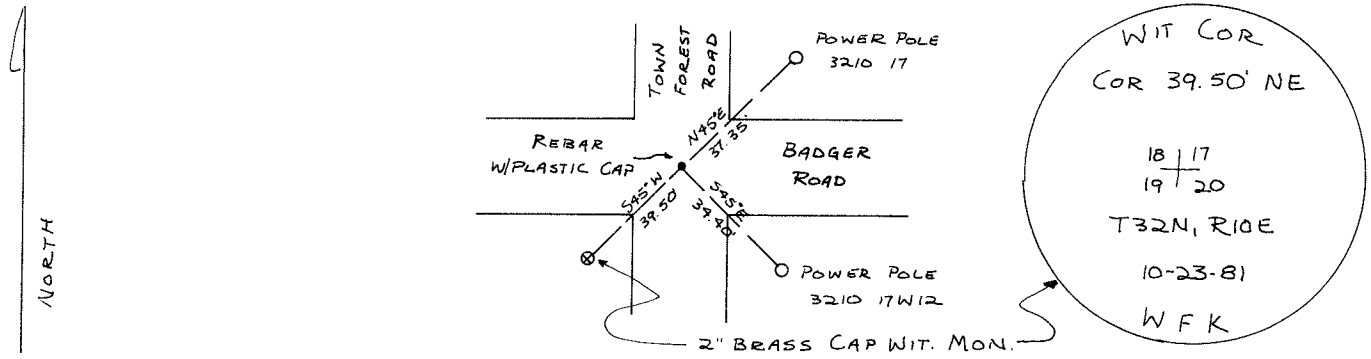 NORTH
TOWN
FOREST
ROAD
POWER POLE
3210 17
REBAR
W/PLASTIC CAP
N45°E
37.35'
BADGER
ROAD
S45°W
39.50'
S45°E
34.40'
POWER POLE
3210 17W12
2" BRASS CAP WIT. MON.
WIT COR
COR 39.50' NE
18 17
19 20
T32N, R10E
10-23-81
WFK